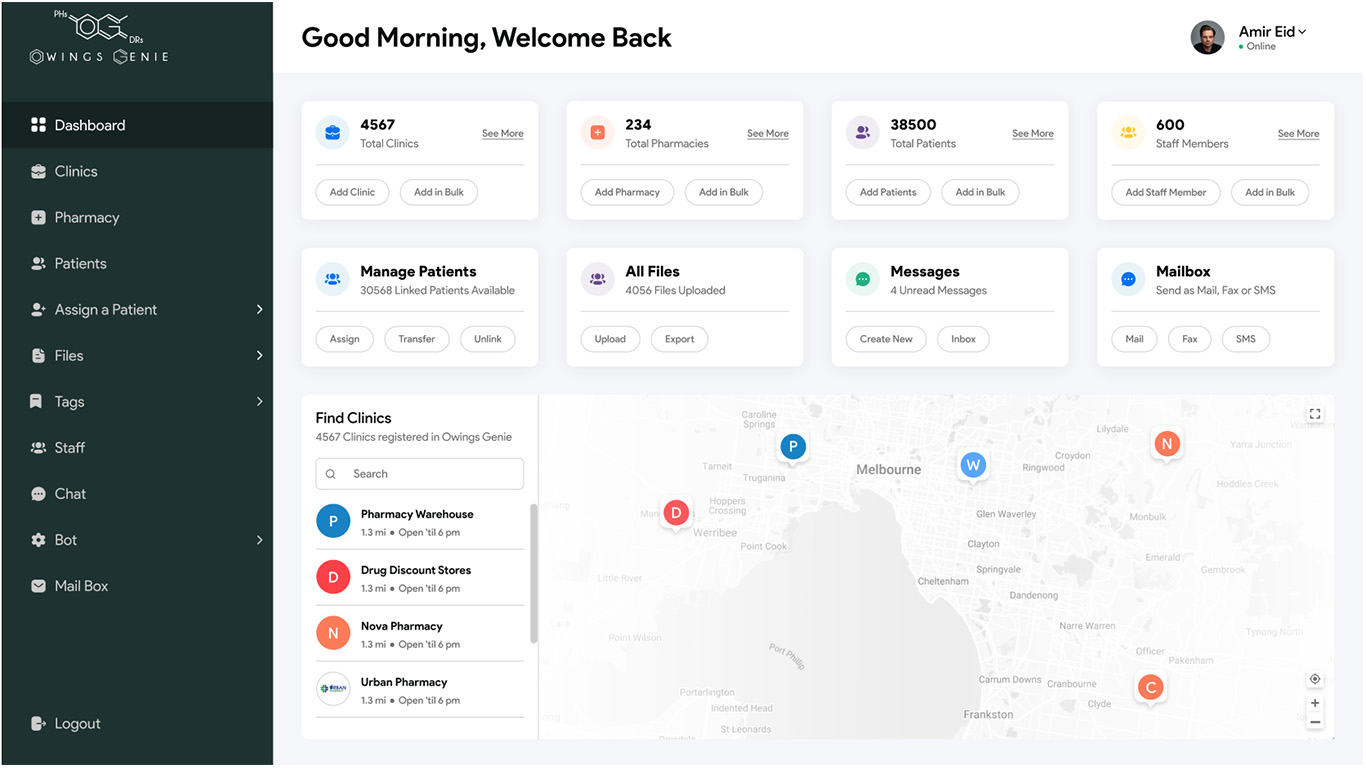 PHs
OG
DRs
OWINGS GENIE
Dashboard
Clinics
Pharmacy
Patients
Assign a Patient
Files
Tags
Staff
Chat
Bot
Mail Box
Logout
Good Morning, Welcome Back
Amir Eid
Online
4567
Total Clinics
See More
Add Clinic
Add in Bulk
234
Total Pharmacies
See More
Add Pharmacy
Add in Bulk
38500
Total Patients
See More
Add Patients
Add in Bulk
600
Staff Members
See More
Add Staff Member
Add in Bulk
Manage Patients
30568 Linked Patients Available
Assign
Transfer
Unlink
All Files
4056 Files Uploaded
Upload
Export
Messages
4 Unread Messages
Create New
Inbox
Mailbox
Send as Mail, Fax or SMS
Mail
Fax
SMS
Find Clinics
4567 Clinics registered in Owings Genie
Search
P
Pharmacy Warehouse
1.3 mi • Open 'til 6 pm
D
Drug Discount Stores
1.3 mi • Open 'til 6 pm
N
Nova Pharmacy
1.3 mi • Open 'til 6 pm
URBAN
Urban Pharmacy
1.3 mi • Open 'til 6 pm
Caroline
Springs
Lilydale
P
N
Yarra Junction
Croydon
Tarneit
Melbourne
W
Ringwood
Truganina
Hoddles Creek
Hoppers
Crossing
D
Glen Waverley
Monbulk
Werribee
Point Cook
Clayton
Emerald
Springvale
Gembrook
Little River
Cheltenham
Dandenong
Lara
Narre Warren
Point Wilson
Tynong North
Port Phillip
Officer
Pakenham
Carrum Downs
Cranbourne
C
Portarlington
Clyde
Indented Head
Frankston
St Leonards